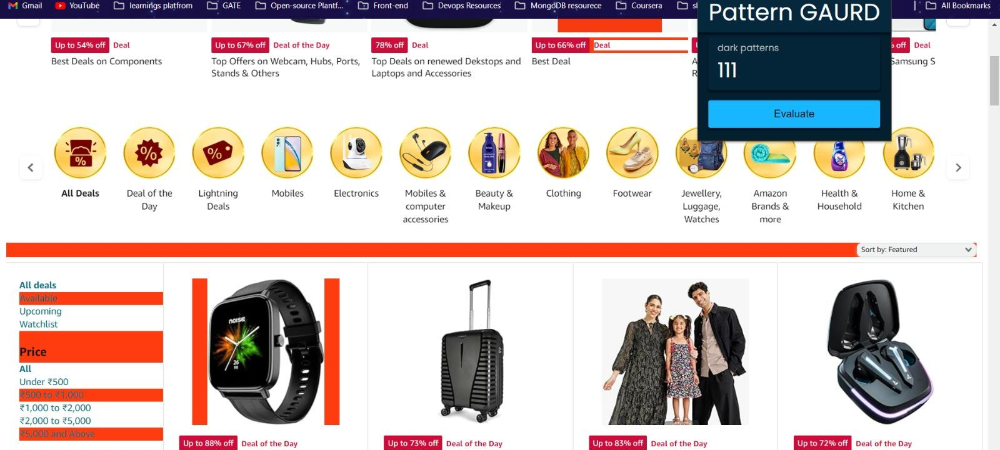 Gmail YouTube learnings platfrom GATE Open-source Plantf... Front-end Devops Resources MongoDB resourece Coursera All Bookmarks
Pattern GAURD
dark patterns
111
Evaluate
Up to 54% off Deal
Best Deals on Components
Up to 67% off Deal of the Day
Top Offers on Webcam, Hubs, Ports,
Stands & Others
78% off Deal
Top Deals on renewed Dekstops and
Laptops and Accessories
Up to 66% off Deal
Best Deal
off Deal
Samsung S
All Deals
Deal of the
Day
Lightning
Deals
Mobiles
Electronics
Mobiles &
computer
accessories
Beauty &
Makeup
Clothing
Footwear
Jewellery,
Luggage,
Watches
Amazon
Brands &
more
Health &
Household
Home &
Kitchen
Sort by: Featured
All deals
Available
Upcoming
Watchlist
Price
All
Under ₹500
₹500 to ₹1,000
₹1,000 to ₹2,000
₹2,000 to ₹5,000
₹5,000 and Above
NOISE
26
Up to 88% off Deal of the Day
Up to 73% off Deal of the Day
Up to 83% off Deal of the Day
Up to 72% off Deal of the Day